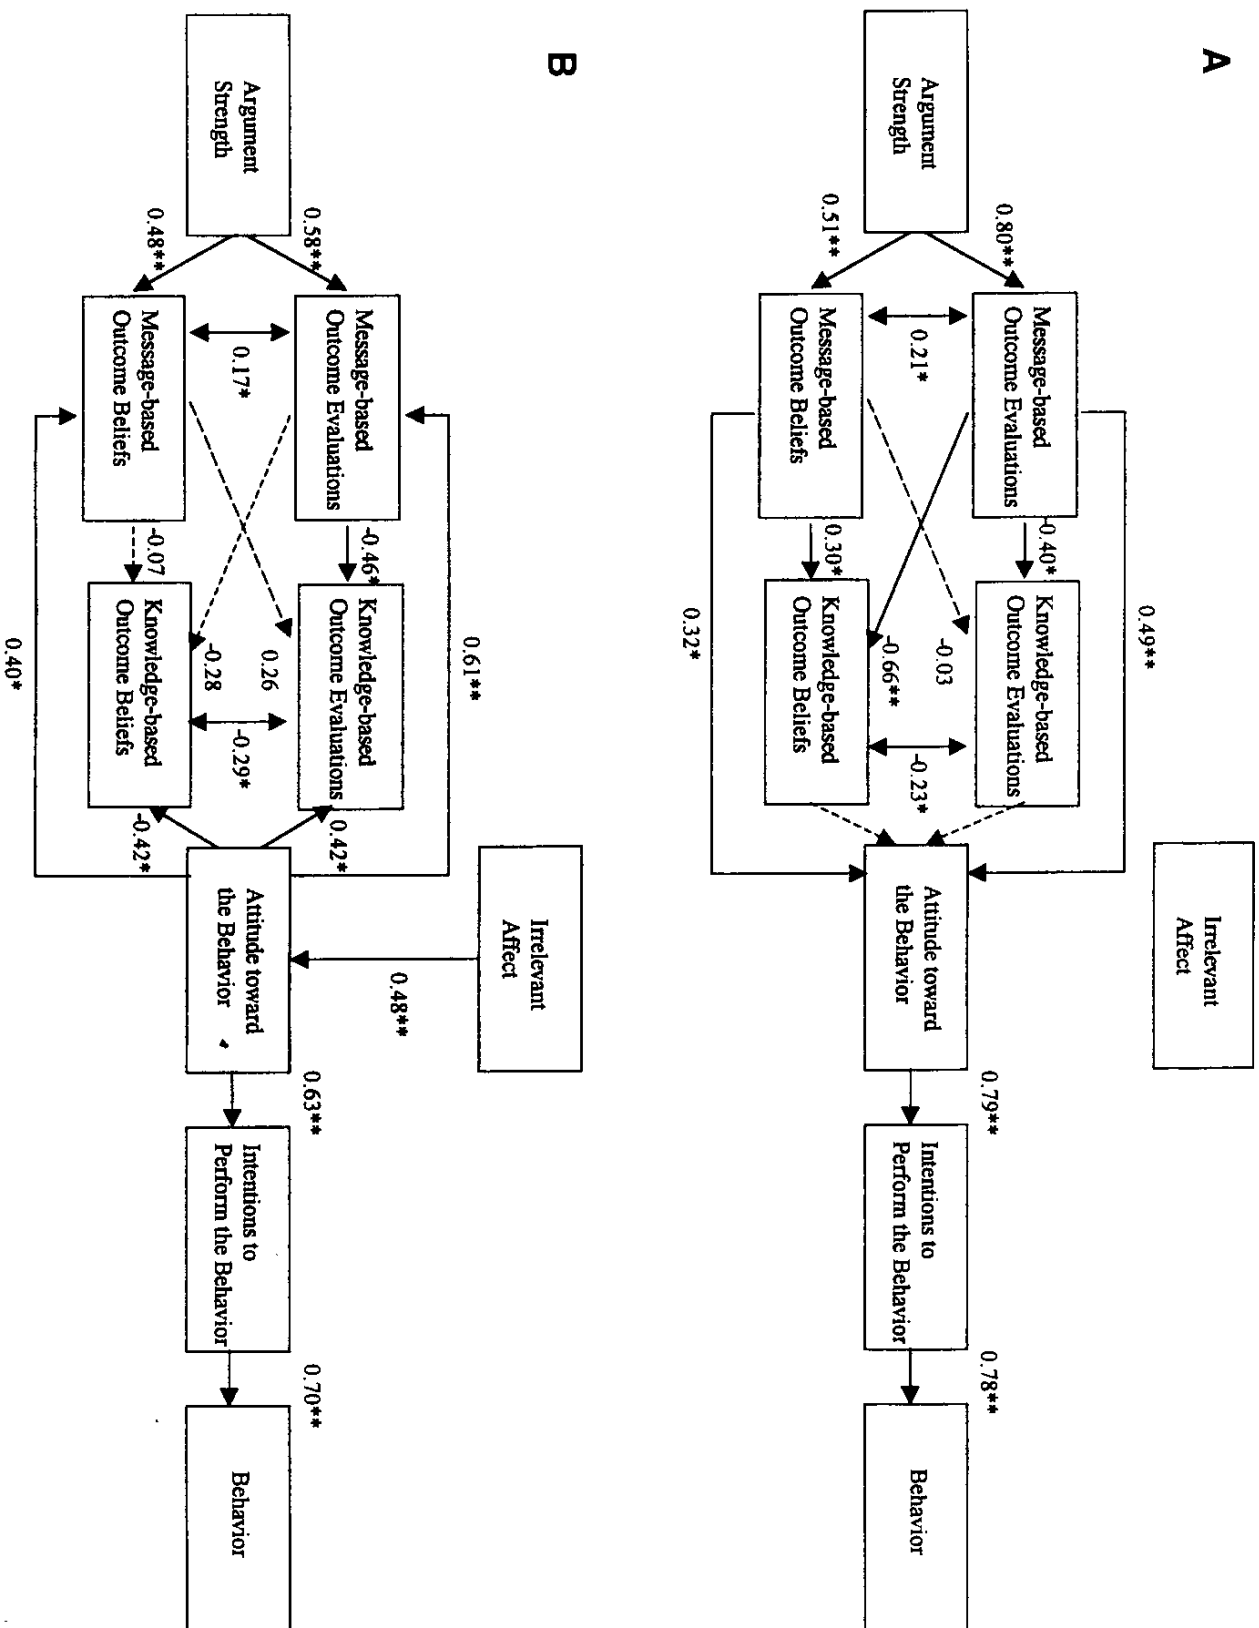 A
Irrelevant
Affect
0.49**
0.80**
Message-based
Outcome Evaluations
-0.40*
Knowledge-based
Outcome Evaluations
Argument
Strength
0.21*
-0.03
-0.66**
-0.23*
Attitude toward
the Behavior
0.79**
Intentions to
Perform the Behavior
0.78**
Behavior
0.51**
Message-based
Outcome Beliefs
0.30*
Knowledge-based
Outcome Beliefs
0.32*
B
Irrelevant
Affect
0.48**
0.61**
0.58**
Message-based
Outcome Evaluations
-0.46*
Knowledge-based
Outcome Evaluations
0.42*
Argument
Strength
0.17*
0.26
-0.28
-0.29*
Attitude toward
the Behavior
0.63**
Intentions to
Perform the Behavior
0.70**
Behavior
0.48**
Message-based
Outcome Beliefs
-0.07
Knowledge-based
Outcome Beliefs
-0.42*
0.40*